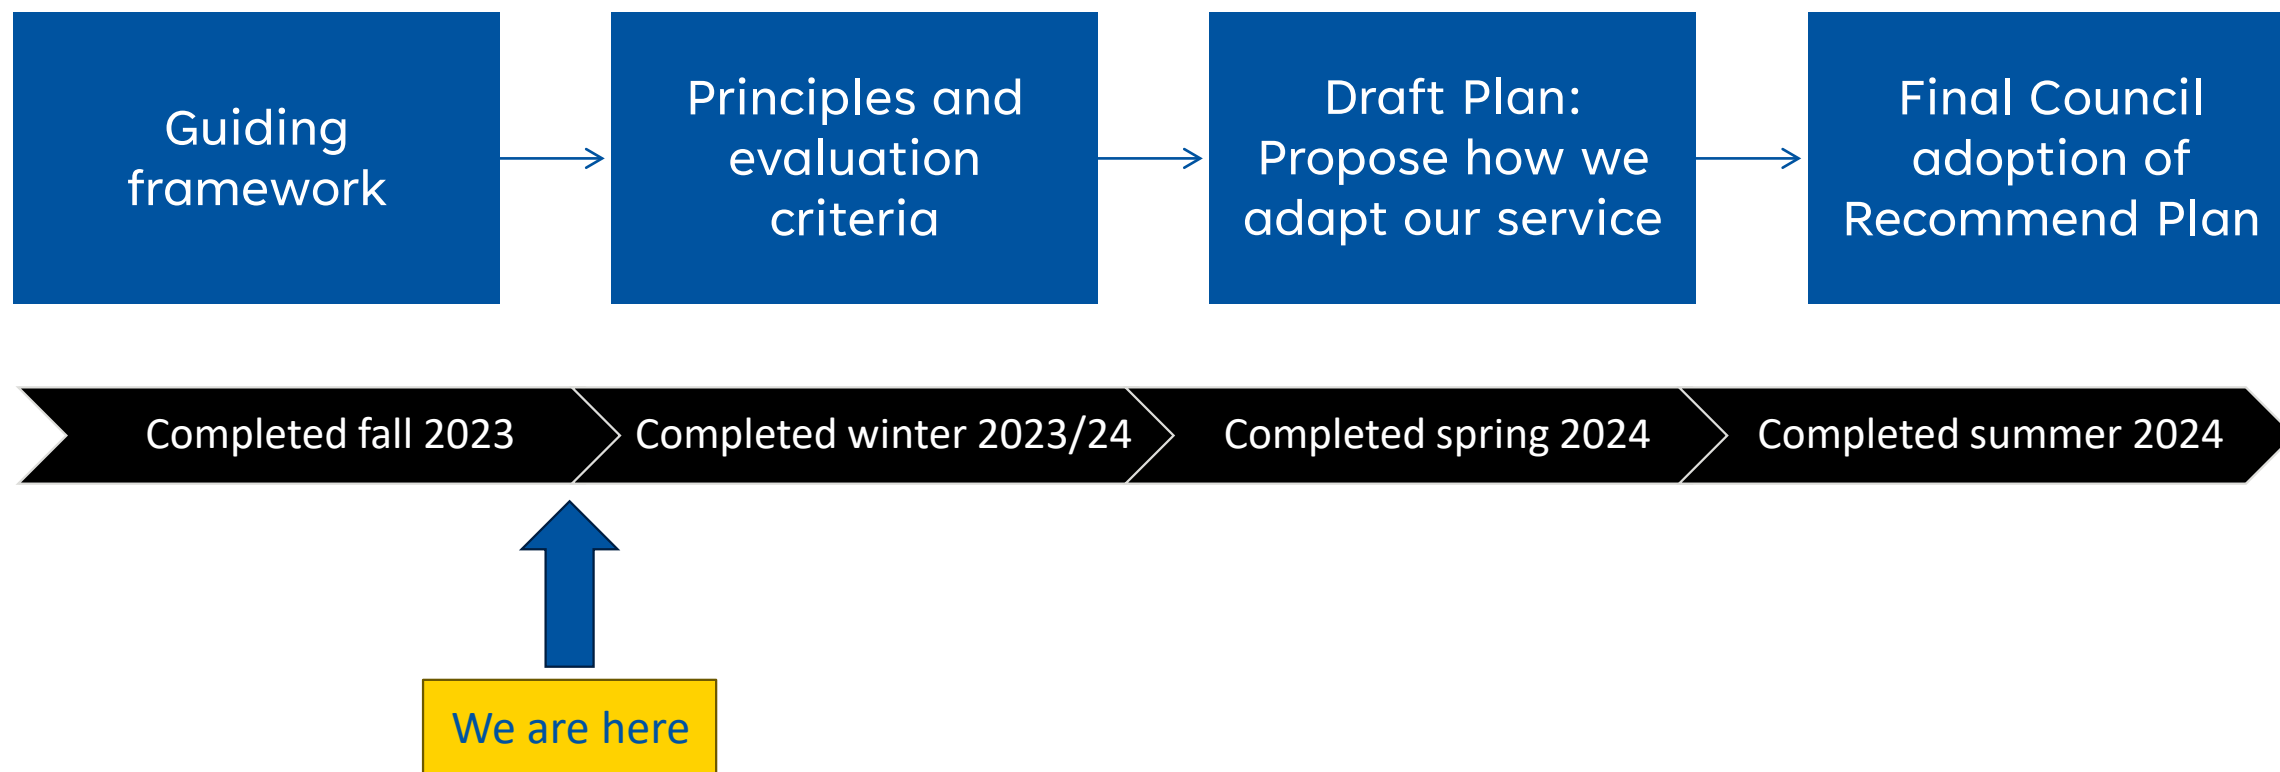 Guiding
framework
Principles and
evaluation
criteria
Draft Plan:
Propose how we
adapt our service
Final Council
adoption of
Recommend Plan
Completed fall 2023
Completed winter 2023/24
Completed spring 2024
Completed summer 2024
We are here